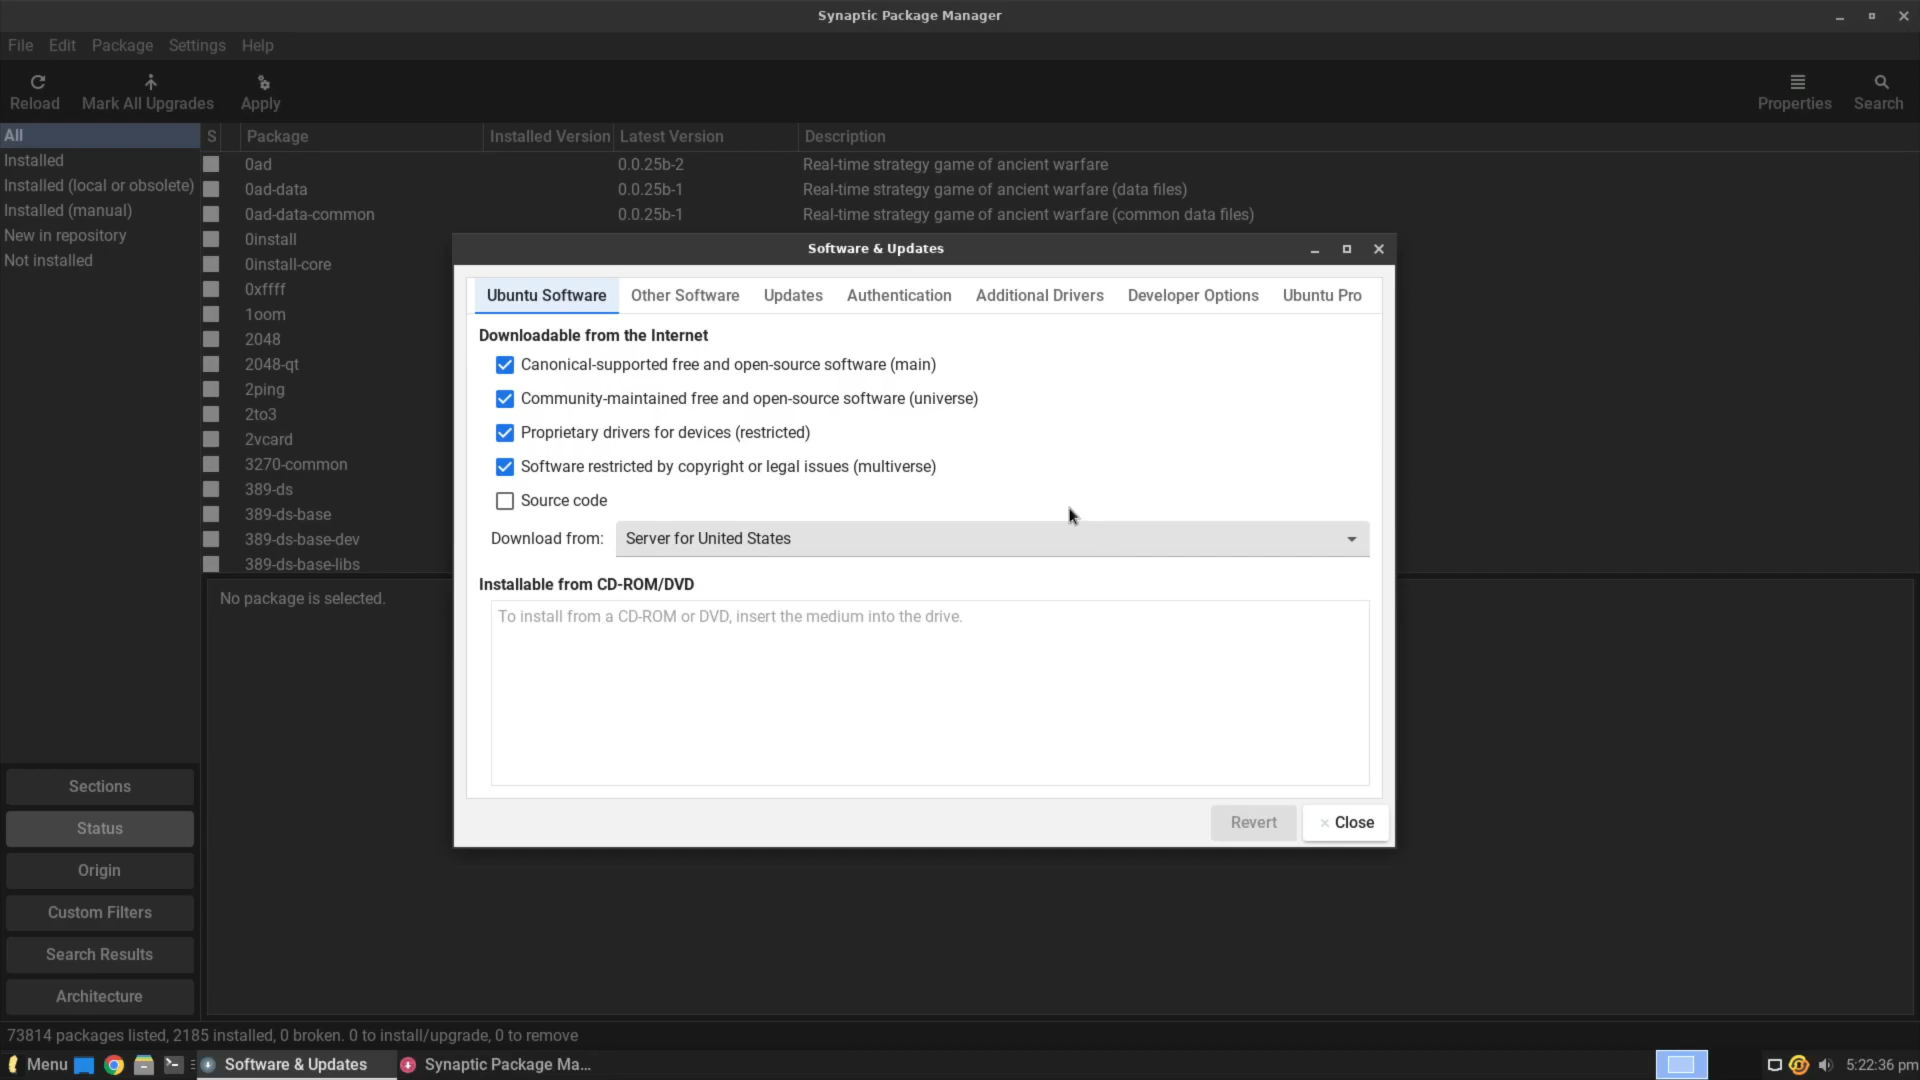 Synaptic Package Manager
File Edit Package Settings Help
Reload Mark All Upgrades Apply Properties Search
All
Installed
Installed (local or obsolete)
Installed (manual)
New in repository
Not installed
S Package Installed Version Latest Version Description
0ad 0.0.25b-2 Real-time strategy game of ancient warfare
0ad-data 0.0.25b-1 Real-time strategy game of ancient warfare (data files)
0ad-data-common 0.0.25b-1 Real-time strategy game of ancient warfare (common data files)
0install
0install-core
0xffff
1oom
2048
2048-qt
2ping
2to3
2vcard
3270-common
389-ds
389-ds-base
389-ds-base-dev
389-ds-base-libs
Software & Updates
Ubuntu Software Other Software Updates Authentication Additional Drivers Developer Options Ubuntu Pro
Downloadable from the Internet
Canonical-supported free and open-source software (main)
Community-maintained free and open-source software (universe)
Proprietary drivers for devices (restricted)
Software restricted by copyright or legal issues (multiverse)
Source code
Download from: Server for United States
Installable from CD-ROM/DVD
To install from a CD-ROM or DVD, insert the medium into the drive.
Revert Close
No package is selected.
Sections
Status
Origin
Custom Filters
Search Results
Architecture
73814 packages listed, 2185 installed, 0 broken. 0 to install/upgrade, 0 to remove
Menu Software & Updates Synaptic Package Ma... 5:22:36 pm